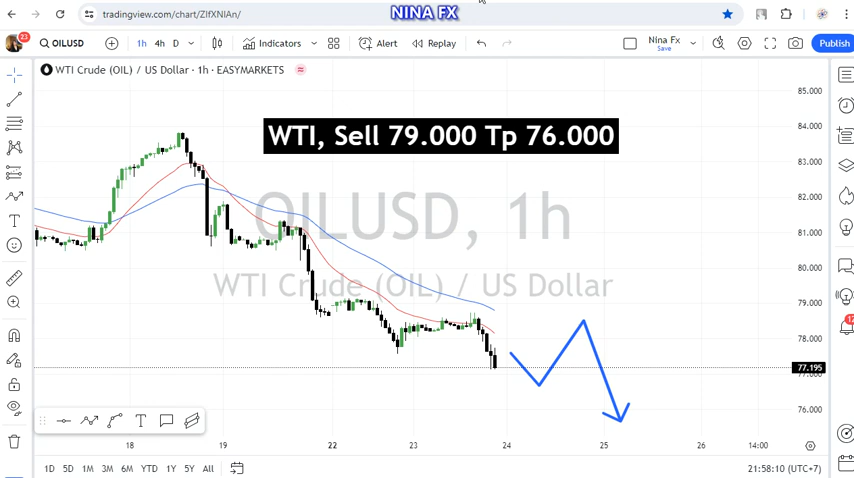 NINA FX
tradingview.com/chart/ZIfXNIAn/
23
OILUSD
1h 4h D
Indicators
Alert
Replay
Nina Fx
Save
Publish
WTI Crude (OIL) / US Dollar · 1h · EASYMARKETS
WTI, Sell 79.000 Tp 76.000
OILUSD, 1h
WTI Crude (OIL) / US Dollar
85.000
84.000
83.000
82.000
81.000
80.000
79.000
78.000
77.195
77.000
76.000
18 19 22 23 24 25 26 14:00
1D 5D 1M 3M 6M YTD 1Y 5Y All
21:58:10 (UTC+7)